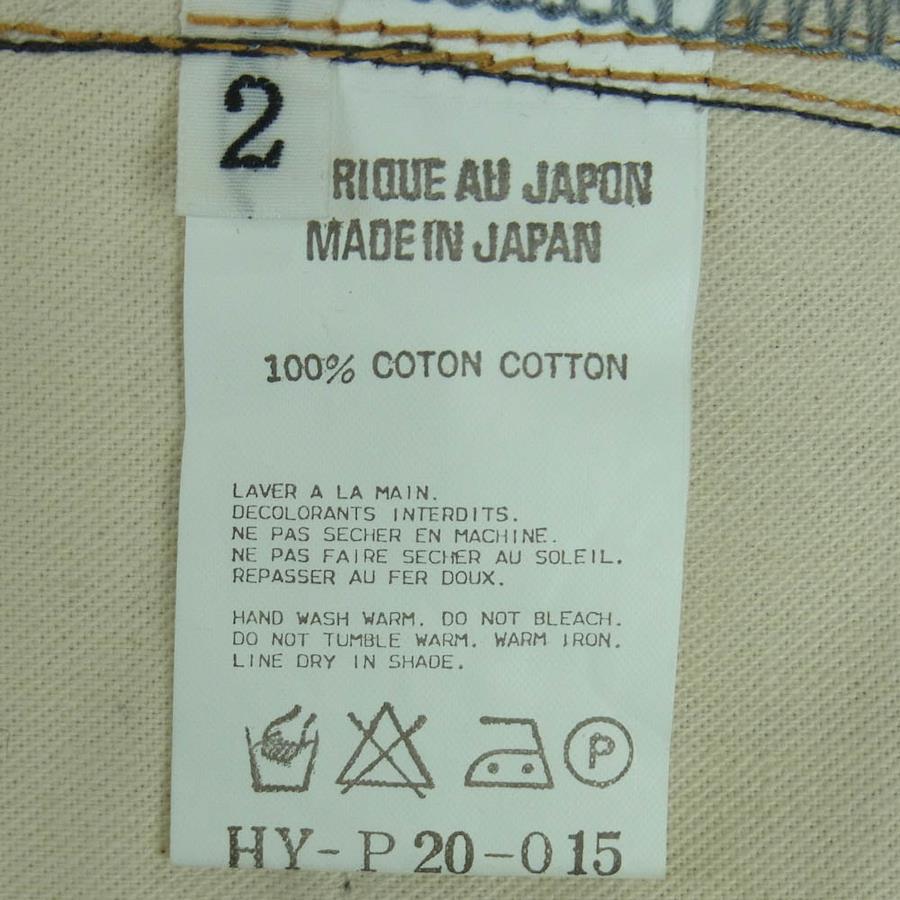 2
RIQUE AU JAPON
MADE IN JAPAN
100% COTON COTTON
LAVER A LA MAIN.
DECOLORANTS INTERDITS.
NE PAS SECHER EN MACHINE.
NE PAS FAIRE SECHER AU SOLEIL.
REPASSER AU FER DOUX.
HAND WASH WARM. DO NOT BLEACH.
DO NOT TUMBLE WARM. WARM IRON.
LINE DRY IN SHADE.
P
HY-P20-015